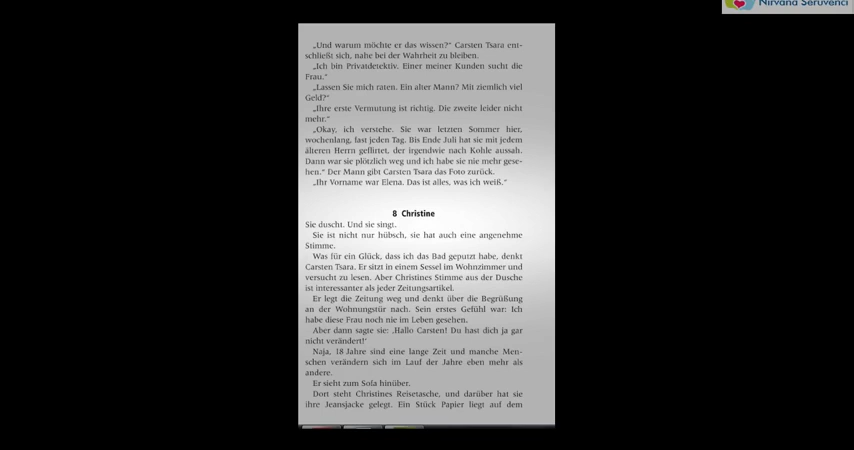 Nirvana Serüvenci
„Und warum möchte er das wissen?“ Carsten Tsara ent-
schließt sich, nahe bei der Wahrheit zu bleiben.
„Ich bin Privatdetektiv. Einer meiner Kunden sucht die
Frau.“
„Lassen Sie mich raten. Ein alter Mann? Mit ziemlich viel
Geld?“
„Ihre erste Vermutung ist richtig. Die zweite leider nicht
mehr.“
„Okay, ich verstehe. Sie war letzten Sommer hier,
wochenlang, fast jeden Tag. Bis Ende Juli hat sie mit jedem
älteren Herrn geflirtet, der irgendwie nach Kohle aussah.
Dann war sie plötzlich weg und ich habe sie nie mehr gese-
hen.“ Der Mann gibt Carsten Tsara das Foto zurück.
„Ihr Vorname war Elena. Das ist alles, was ich weiß.“
8 Christine
Sie duscht. Und sie singt.
Sie ist nicht nur hübsch, sie hat auch eine angenehme
Stimme.
Was für ein Glück, dass ich das Bad geputzt habe, denkt
Carsten Tsara. Er sitzt in einem Sessel im Wohnzimmer und
versucht zu lesen. Aber Christines Stimme aus der Dusche
ist interessanter als jeder Zeitungsartikel.
Er legt die Zeitung weg und denkt über die Begrüßung
an der Wohnungstür nach. Sein erstes Gefühl war: Ich
habe diese Frau noch nie im Leben gesehen.
Aber dann sagte sie: ‚Hallo Carsten! Du hast dich ja gar
nicht verändert!‘
Naja, 18 Jahre sind eine lange Zeit und manche Men-
schen verändern sich im Lauf der Jahre eben mehr als
andere.
Er sieht zum Sofa hinüber.
Dort steht Christines Reisetasche, und darüber hat sie
ihre Jeansjacke gelegt. Ein Stück Papier liegt auf dem